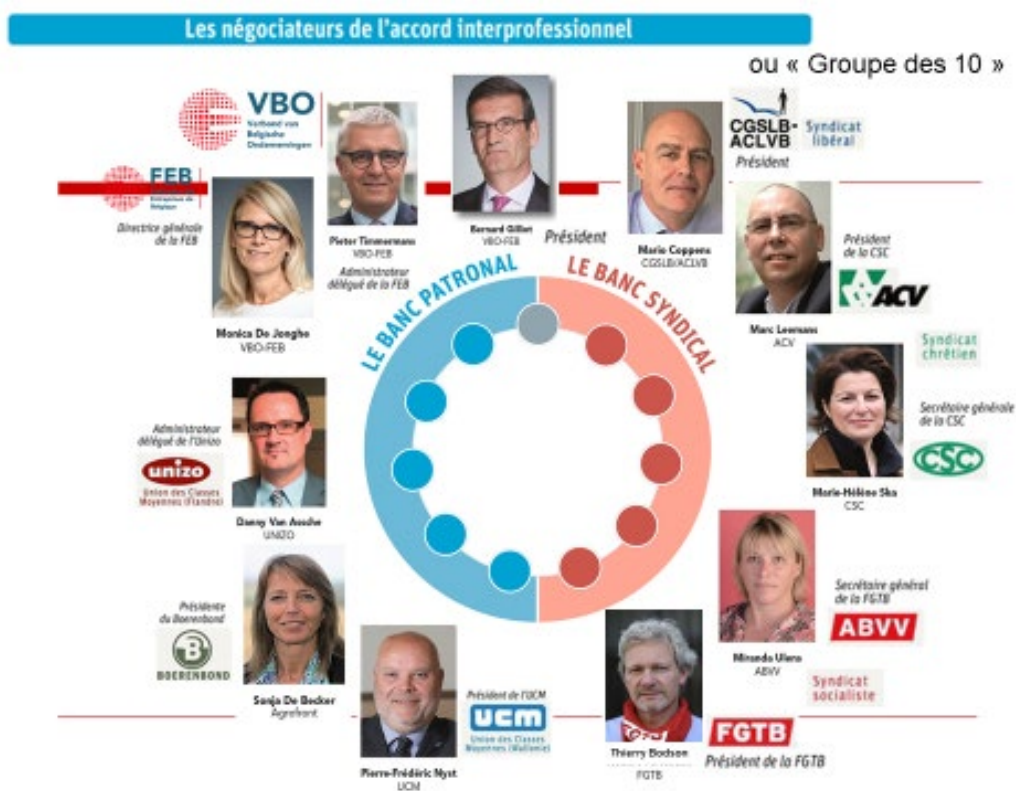 Les négociateurs de l'accord interprofessionnel
ou « Groupe des 10 »
VBO
Verbond van
Belgische
Ondernemingen
FEB
Entreprises de
Belgique
Directrice générale
de la FEB
Monica De Jonghe
VBO-FEB
Pieter Timmermans
VBO-FEB
Administrateur
délégué de la FEB
Bernard Gilliot
VBO-FEB
Président
Mario Coppens
CGSLB/ACLVB
CGSLB-
ACLVB
Président
Syndicat
libéral
Président
de la CSC
ACV
Marc Leemans
ACV
Syndicat
chrétien
LE BANC PATRONAL
LE BANC SYNDICAL
Secrétaire générale
de la CSC
CSC
Marie-Hélène Ska
CSC
Administrateur
délégué de l'Unizo
unizo
Union des Classes
Moyennes (Flandre)
Danny Van Assche
UNIZO
Secrétaire général
de la FGTB
ABVV
Miranda Ulens
ABVV
Syndicat
socialiste
Présidente
du Boerenbond
B
BOERENBOND
Sonja De Becker
Agrofront
Président de l'UCM
ucm
Union des Classes
Moyennes (Wallonie)
Pierre-Frédéric Nyst
UCM
Thierry Bodson
FGTB
FGTB
Président de la FGTB